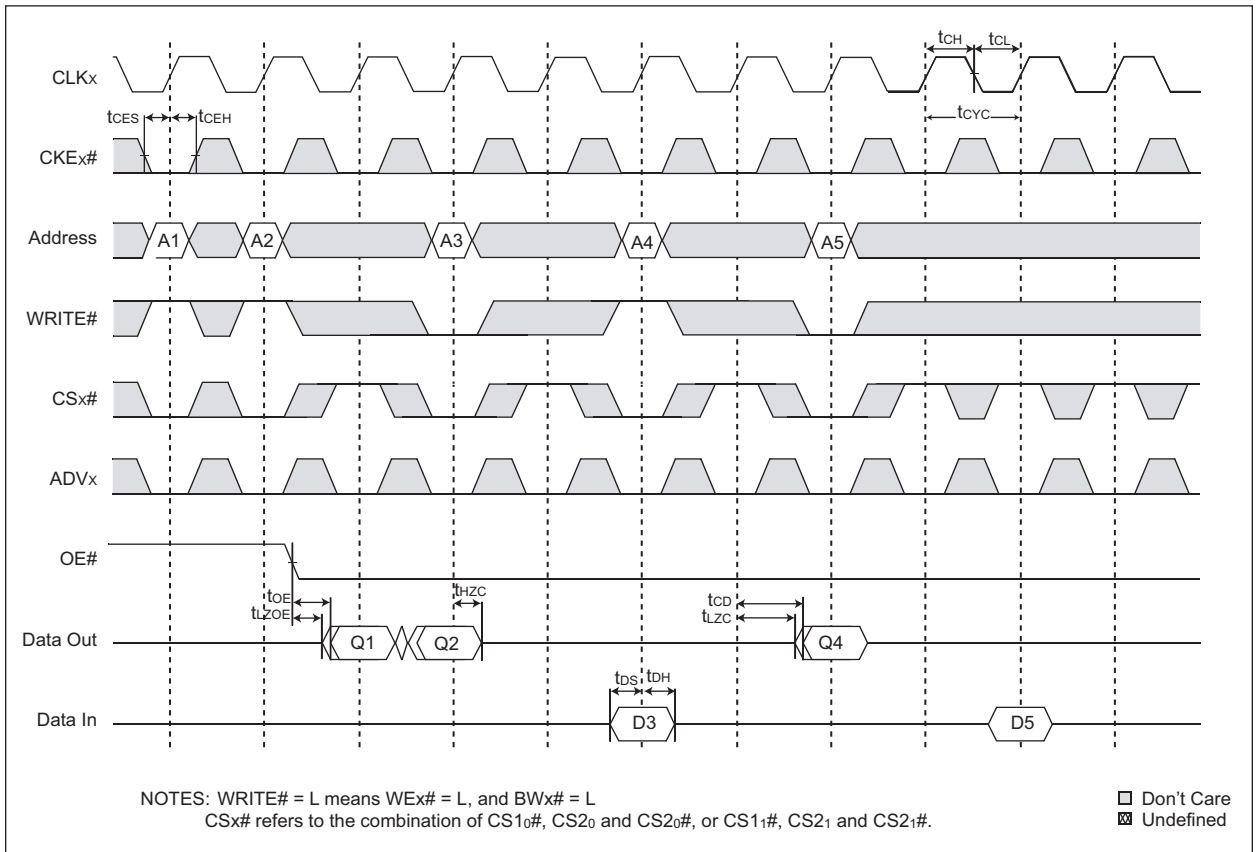 tCH tCL
CLKx
tCES tCEH tCYC
CKEx#
Address A1 A2 A3 A4 A5
WRITE#
CSx#
ADVx
OE#
tOE tHZC tCD
tLZOE tLZC
Data Out Q1 Q2 Q4
tDS tDH
Data In D3 D5
NOTES: WRITE# = L means WEx# = L, and BWx# = L
CSx# refers to the combination of CS10#, CS20 and CS20#, or CS11#, CS21 and CS21#.
Don't Care
Undefined